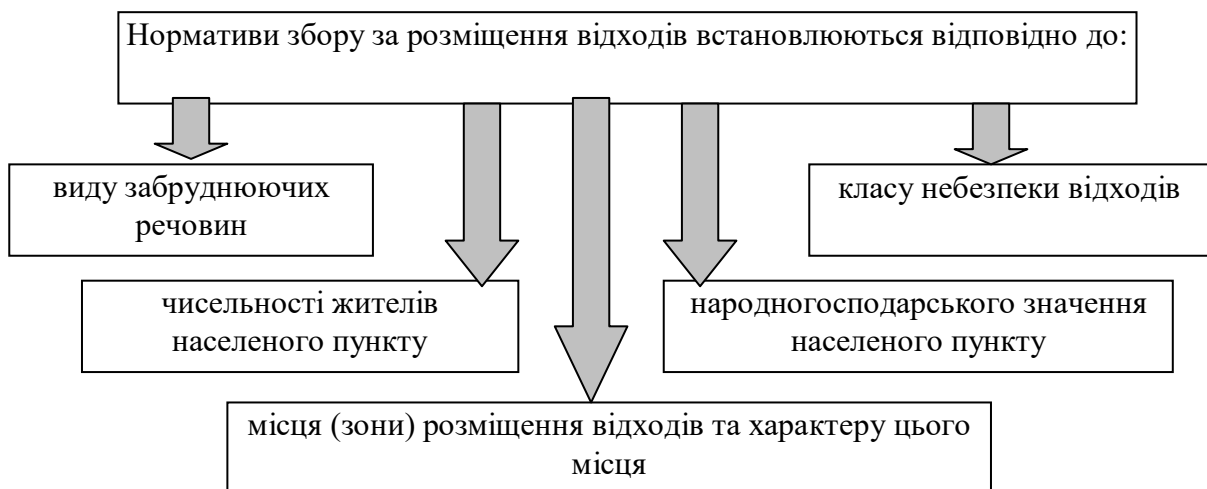 Нормативи збору за розміщення відходів встановлюються відповідно до:
виду забруднюючих
речовин
класу небезпеки відходів
чисельності жителів
населеного пункту
народногосподарського значення
населеного пункту
місця (зони) розміщення відходів та характеру цього
місця